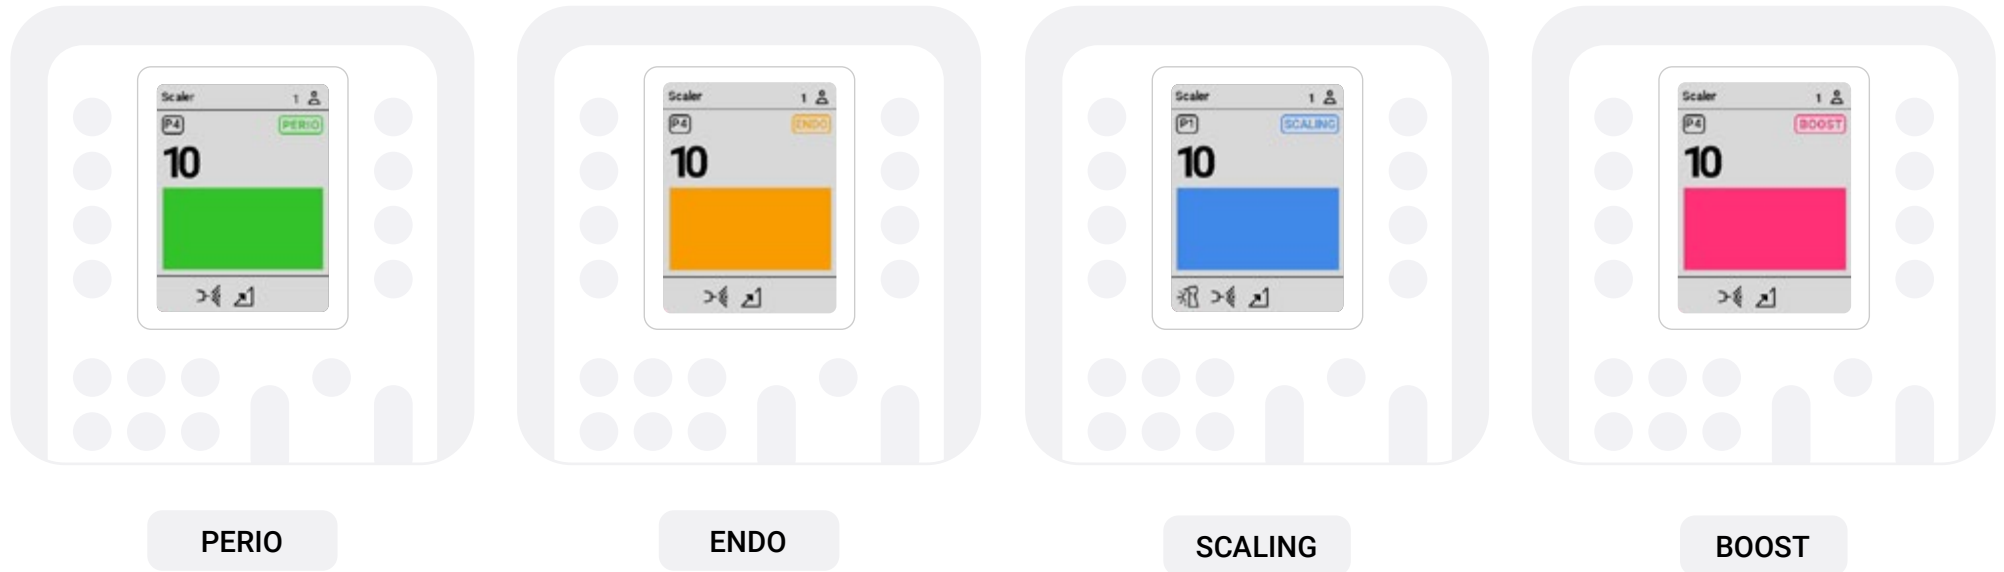 Scaler 1
P4 PERIO
10
PERIO
Scaler 1
P4 ENDO
10
ENDO
Scaler 1
P1 SCALING
10
SCALING
Scaler 1
P4 BOOST
10
BOOST